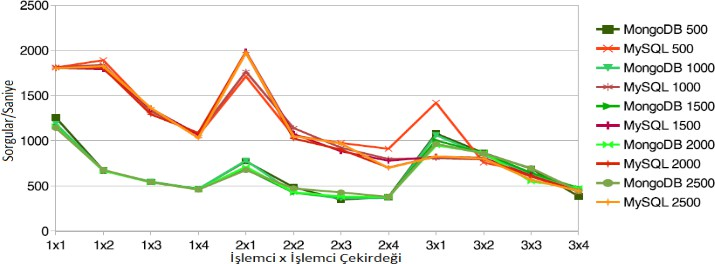 2500
2000
1500
1000
500
0
Sorgular/Saniye
1x1 1x2 1x3 1x4 2x1 2x2 2x3 2x4 3x1 3x2 3x3 3x4
İşlemci x İşlemci Çekirdeği
MongoDB 500
MySQL 500
MongoDB 1000
MySQL 1000
MongoDB 1500
MySQL 1500
MongoDB 2000
MySQL 2000
MongoDB 2500
MySQL 2500